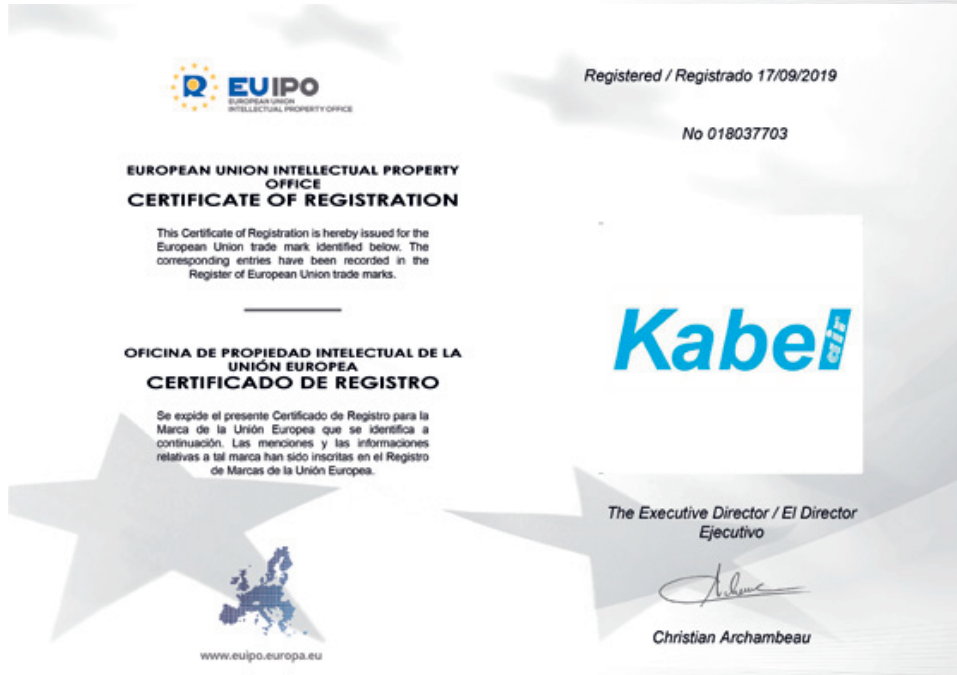 EUIPO
EUROPEAN UNION
INTELLECTUAL PROPERTY OFFICE
EUROPEAN UNION INTELLECTUAL PROPERTY
OFFICE
CERTIFICATE OF REGISTRATION
This Certificate of Registration is hereby issued for the
European Union trade mark identified below. The
corresponding entries have been recorded in the
Register of European Union trade marks.
OFICINA DE PROPIEDAD INTELECTUAL DE LA
UNIÓN EUROPEA
CERTIFICADO DE REGISTRO
Se expide el presente Certificado de Registro para la
Marca de la Unión Europea que se identifica a
continuación. Las menciones y las informaciones
relativas a tal marca han sido inscritas en el Registro
de Marcas de la Unión Europea.
www.euipo.europa.eu
Registered / Registrado 17/09/2019
No 018037703
Kabel
air
The Executive Director / El Director
Ejecutivo
Christian Archambeau